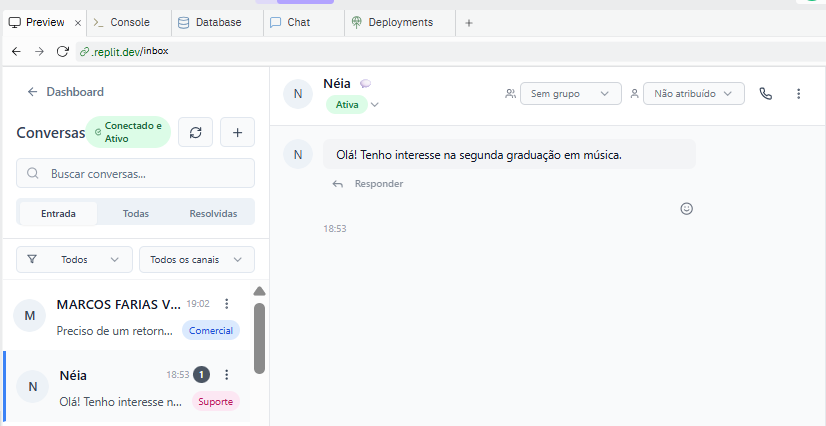 Preview
Console
Database
Chat
Deployments
.replit.dev/inbox
Dashboard
Conversas
Conectado e
Ativo
Buscar conversas...
Entrada
Todas
Resolvidas
Todos
Todos os canais
M
MARCOS FARIAS V...
19:02
Preciso de um retorn...
Comercial
N
Néia
18:53
1
Olá! Tenho interesse n...
Suporte
N
Néia
Ativa
Sem grupo
Não atribuído
N
Olá! Tenho interesse na segunda graduação em música.
Responder
18:53